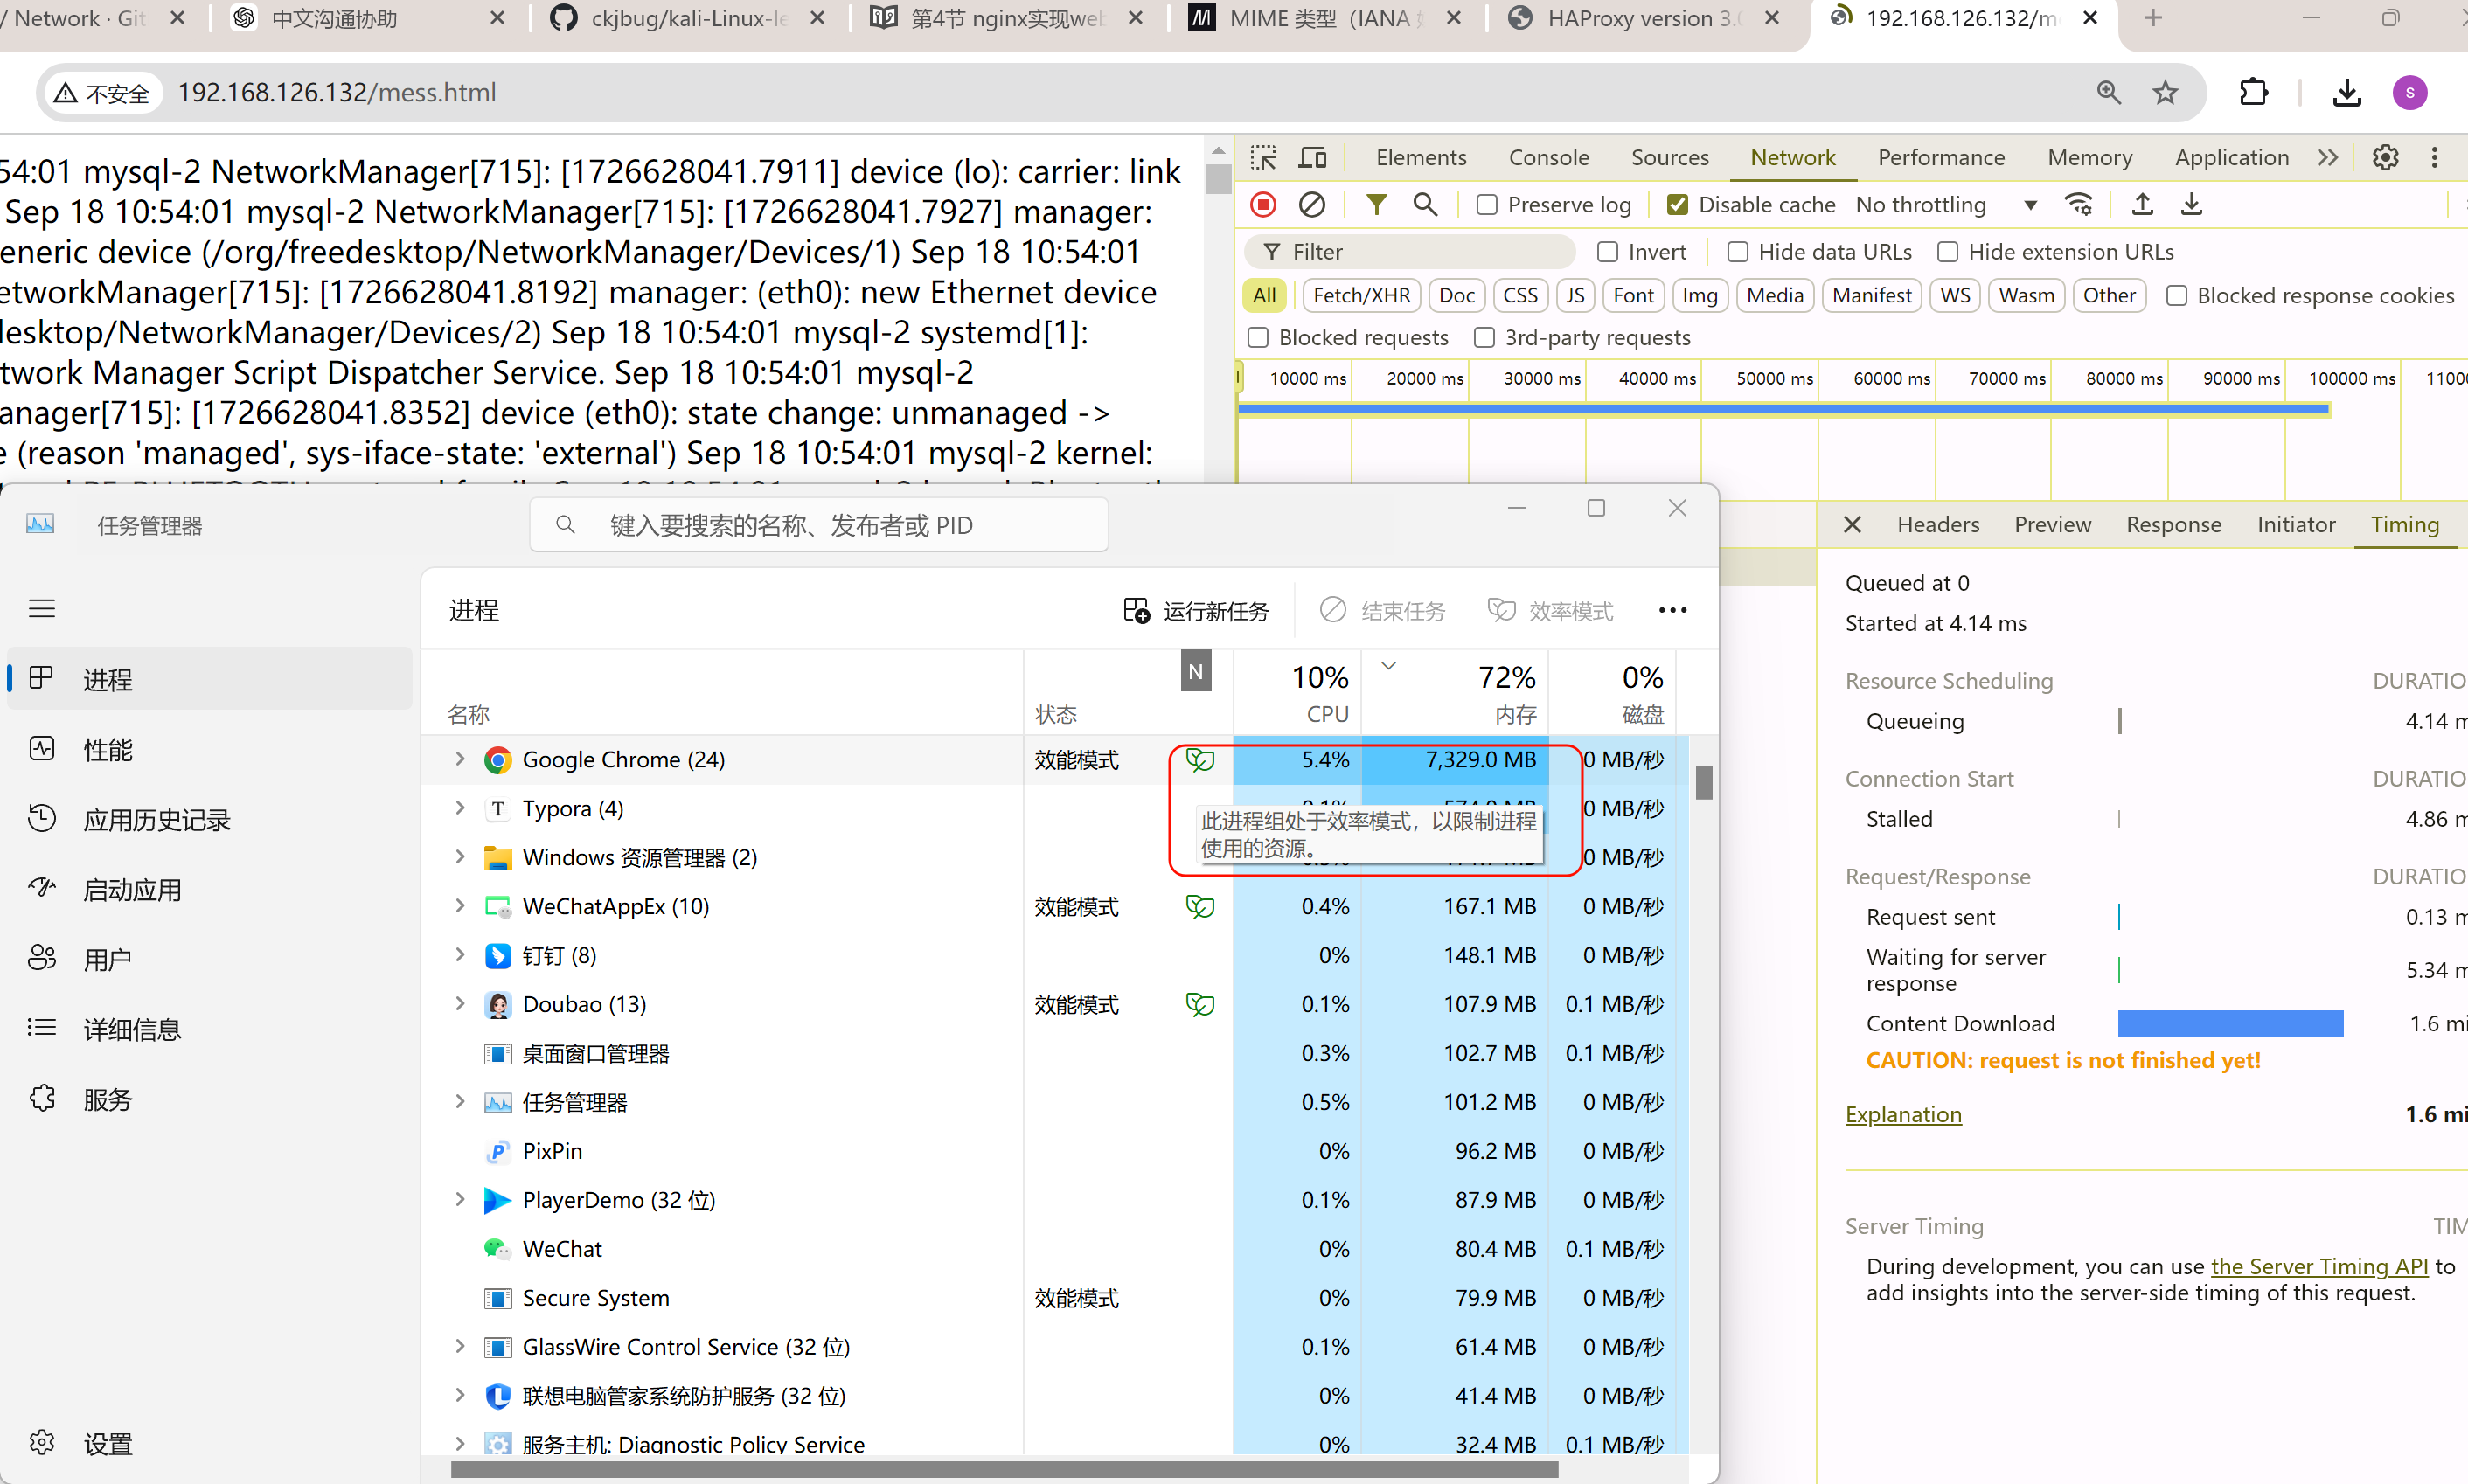 / Network · Git
中文沟通协助
ckjbug/kali-Linux-le
第4节 nginx实现web
MIME 类型（IANA 媒
HAProxy version 3.0
192.168.126.132/me
不安全
192.168.126.132/mess.html
s
54:01 mysql-2 NetworkManager[715]: [1726628041.7911] device (lo): carrier: link
Sep 18 10:54:01 mysql-2 NetworkManager[715]: [1726628041.7927] manager:
eneric device (/org/freedesktop/NetworkManager/Devices/1) Sep 18 10:54:01
etworkManager[715]: [1726628041.8192] manager: (eth0): new Ethernet device
desktop/NetworkManager/Devices/2) Sep 18 10:54:01 mysql-2 systemd[1]:
twork Manager Script Dispatcher Service. Sep 18 10:54:01 mysql-2
anager[715]: [1726628041.8352] device (eth0): state change: unmanaged ->
e (reason 'managed', sys-iface-state: 'external') Sep 18 10:54:01 mysql-2 kernel:
Elements
Console
Sources
Network
Performance
Memory
Application
Preserve log
Disable cache
No throttling
Filter
Invert
Hide data URLs
Hide extension URLs
All
Fetch/XHR
Doc
CSS
JS
Font
Img
Media
Manifest
WS
Wasm
Other
Blocked response cookies
Blocked requests
3rd-party requests
10000 ms
20000 ms
30000 ms
40000 ms
50000 ms
60000 ms
70000 ms
80000 ms
90000 ms
100000 ms
11000
任务管理器
键入要搜索的名称、发布者或 PID
进程
性能
应用历史记录
启动应用
用户
详细信息
服务
设置
进程
运行新任务
结束任务
效率模式
N
10%
72%
0%
名称
状态
CPU
内存
磁盘
Google Chrome (24) 效能模式 5.4% 7,329.0 MB 0 MB/秒
Typora (4) 0 MB/秒
此进程组处于效率模式，以限制进程
使用的资源。
Windows 资源管理器 (2) 0 MB/秒
WeChatAppEx (10) 效能模式 0.4% 167.1 MB 0 MB/秒
钉钉 (8) 0% 148.1 MB 0 MB/秒
Doubao (13) 效能模式 0.1% 107.9 MB 0.1 MB/秒
桌面窗口管理器 0.3% 102.7 MB 0.1 MB/秒
任务管理器 0.5% 101.2 MB 0 MB/秒
PixPin 0% 96.2 MB 0 MB/秒
PlayerDemo (32 位) 0.1% 87.9 MB 0 MB/秒
WeChat 0% 80.4 MB 0.1 MB/秒
Secure System 效能模式 0% 79.9 MB 0 MB/秒
GlassWire Control Service (32 位) 0.1% 61.4 MB 0 MB/秒
联想电脑管家系统防护服务 (32 位) 0% 41.4 MB 0 MB/秒
服务主机: Diagnostic Policy Service 0% 32.4 MB 0.1 MB/秒
Headers
Preview
Response
Initiator
Timing
Queued at 0
Started at 4.14 ms
Resource Scheduling DURATIO
Queueing 4.14 m
Connection Start DURATIO
Stalled 4.86 m
Request/Response DURATIO
Request sent 0.13 m
Waiting for server
response 5.34 m
Content Download 1.6 mi
CAUTION: request is not finished yet!
Explanation 1.6 mi
Server Timing TIM
During development, you can use the Server Timing API to
add insights into the server-side timing of this request.